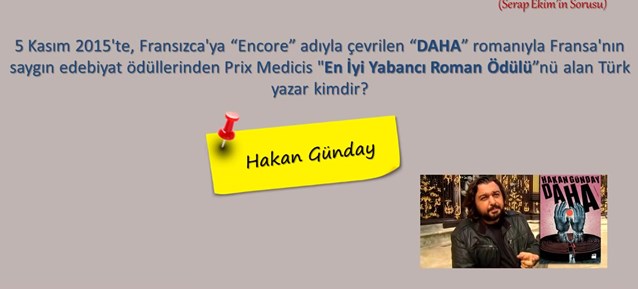 (Serap Ekim'in Sorusu)
5 Kasım 2015'te, Fransızca'ya “Encore” adıyla çevrilen “DAHA” romanıyla Fransa'nın
saygın edebiyat ödüllerinden Prix Medicis "En İyi Yabancı Roman Ödülü”nü alan Türk
yazar kimdir?
Hakan Günday
HAKAN GÜNDAY
DAHA